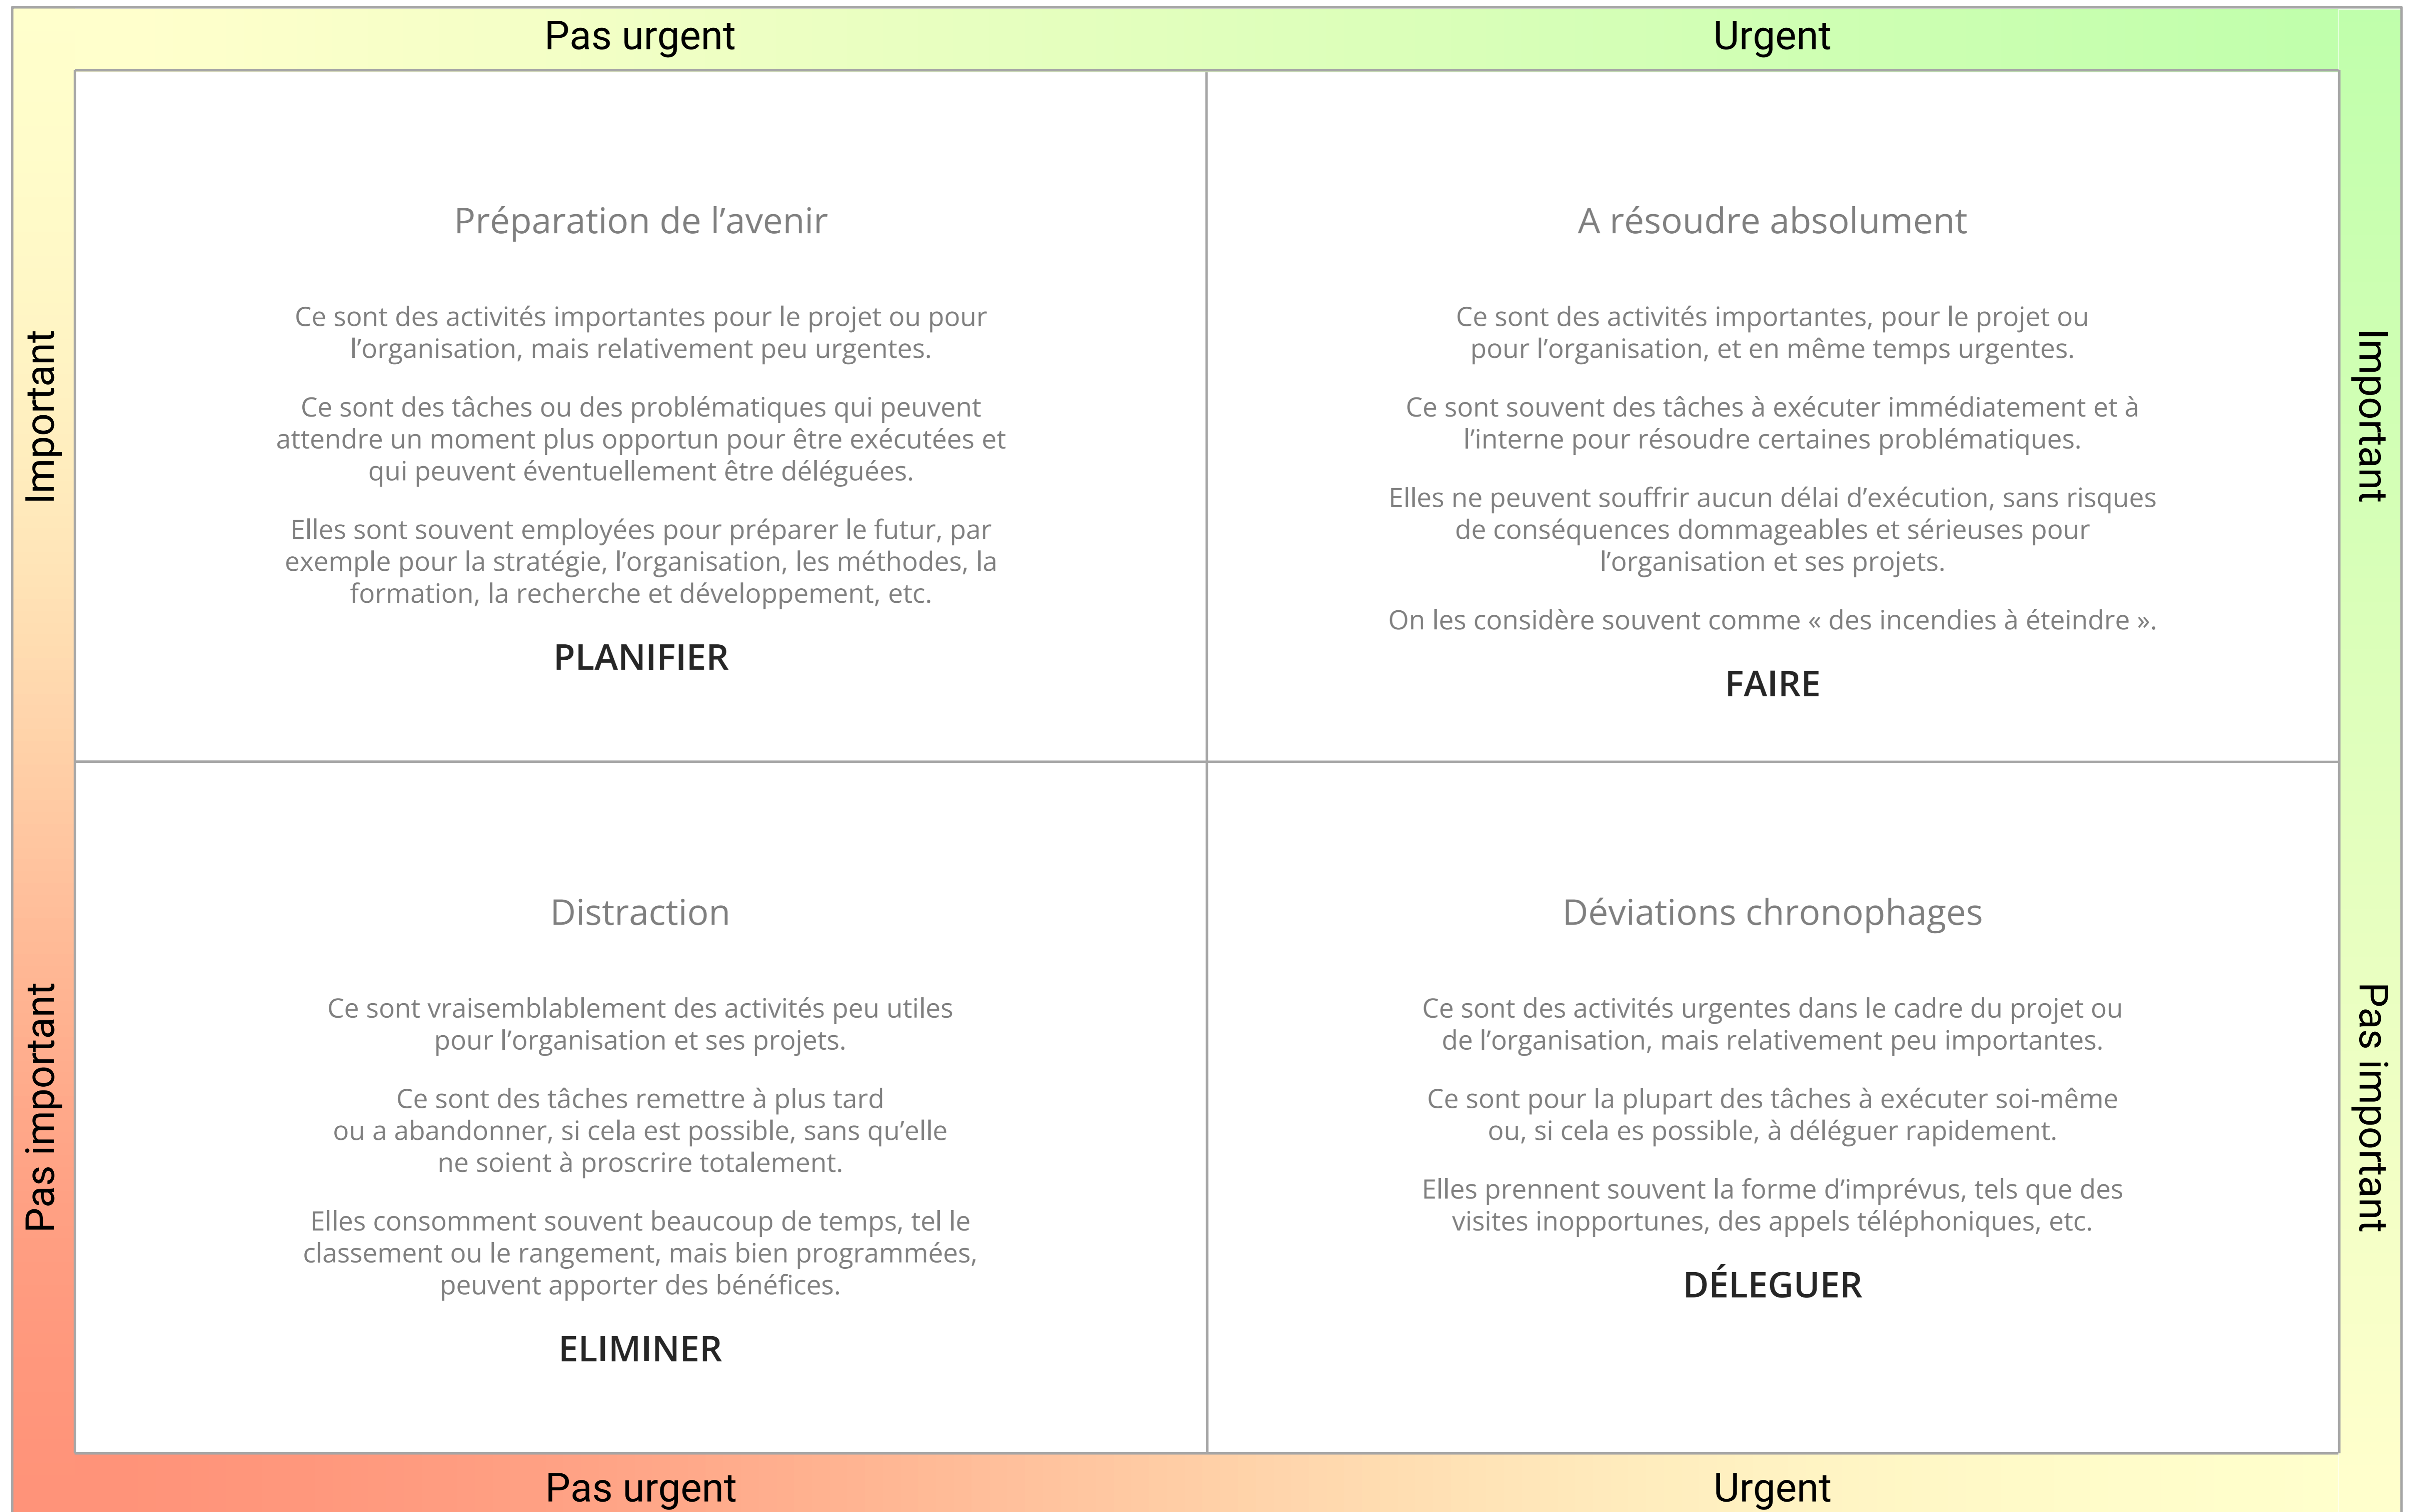 Pas urgent
Urgent
Important
Préparation de l’avenir
Ce sont des activités importantes pour le projet ou pour
l’organisation, mais relativement peu urgentes.
Ce sont des tâches ou des problématiques qui peuvent
attendre un moment plus opportun pour être exécutées et
qui peuvent éventuellement être déléguées.
Elles sont souvent employées pour préparer le futur, par
exemple pour la stratégie, l’organisation, les méthodes, la
formation, la recherche et développement, etc.
PLANIFIER
A résoudre absolument
Ce sont des activités importantes, pour le projet ou
pour l’organisation, et en même temps urgentes.
Ce sont souvent des tâches à exécuter immédiatement et à
l’interne pour résoudre certaines problématiques.
Elles ne peuvent souffrir aucun délai d’exécution, sans risques
de conséquences dommageables et sérieuses pour
l’organisation et ses projets.
On les considère souvent comme « des incendies à éteindre ».
FAIRE
Important
Pas important
Distraction
Ce sont vraisemblablement des activités peu utiles
pour l’organisation et ses projets.
Ce sont des tâches remettre à plus tard
ou a abandonner, si cela est possible, sans qu’elle
ne soient à proscrire totalement.
Elles consomment souvent beaucoup de temps, tel le
classement ou le rangement, mais bien programmées,
peuvent apporter des bénéfices.
ELIMINER
Déviations chronophages
Ce sont des activités urgentes dans le cadre du projet ou
de l’organisation, mais relativement peu importantes.
Ce sont pour la plupart des tâches à exécuter soi-même
ou, si cela es possible, à déléguer rapidement.
Elles prennent souvent la forme d’imprévus, tels que des
visites inopportunes, des appels téléphoniques, etc.
DÉLEGUER
Pas important
Pas urgent
Urgent